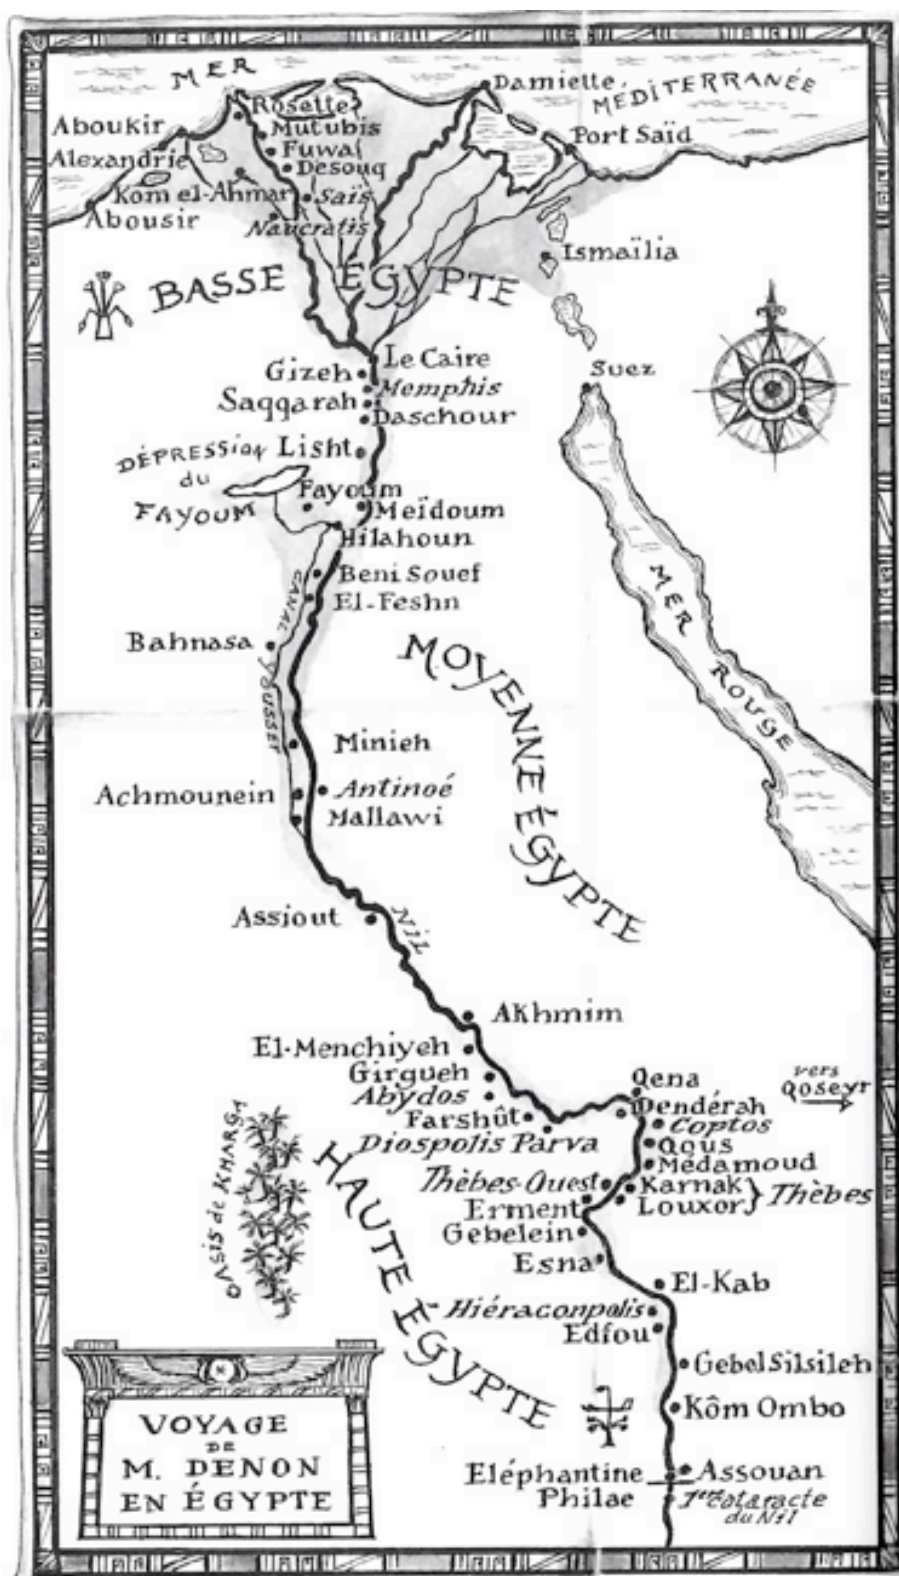 MER
MÉDITERRANÉE
Damiette
Rosette
Aboukir
Mutubis
Port Saïd
Fuwa
Alexandrie
Desouq
Kom el-Ahmar
Saïs
Abousir
Naucratis
Ismaïlia
BASSE ÉGYPTE
Le Caire
Gizeh
Suez
Memphis
Saqqarah
Daschour
Lisht
DÉPRESSION
du
FAYOUM
Fayoum
Meïdoum
Hilahoun
Beni Souef
CANAL YOUSSEF
El-Feshn
MER ROUGE
Bahnasa
MOYENNE ÉGYPTE
Minieh
Antinoé
Achmounein
Mallawi
Assiout
NIL
Akhmim
El-Menchiyeh
Girgueh
Qena
vers
Qoseyr
Abydos
Dendérah
Farshût
Coptos
Diospolis Parva
Qous
Médamoud
OASIS de KHARGA
HAUTE ÉGYPTE
Thèbes-Ouest
Karnak
Louxor
Thèbes
Erment
Gebelein
Esna
El-Kab
Hiéraconpolis
Edfou
Gebel Silsileh
Kôm Ombo
Eléphantine
Assouan
Philae
1ère cataracte
du Nil
VOYAGE
DE
M. DENON
EN ÉGYPTE